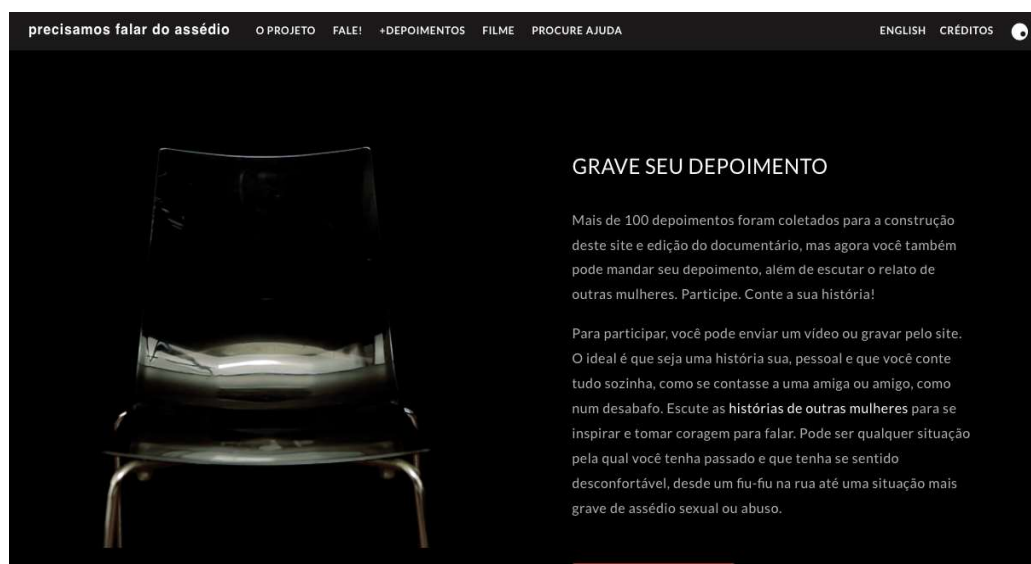 precisamos falar do assédio O PROJETO FALE! +DEPOIMENTOS FILME PROCURE AJUDA ENGLISH CRÉDITOS
GRAVE SEU DEPOIMENTO
Mais de 100 depoimentos foram coletados para a construção
deste site e edição do documentário, mas agora você também
pode mandar seu depoimento, além de escutar o relato de
outras mulheres. Participe. Conte a sua história!
Para participar, você pode enviar um vídeo ou gravar pelo site.
O ideal é que seja uma história sua, pessoal e que você conte
tudo sozinha, como se contasse a uma amiga ou amigo, como
num desabafo. Escute as histórias de outras mulheres para se
inspirar e tomar coragem para falar. Pode ser qualquer situação
pela qual você tenha passado e que tenha se sentido
desconfortável, desde um fiu-fiu na rua até uma situação mais
grave de assédio sexual ou abuso.